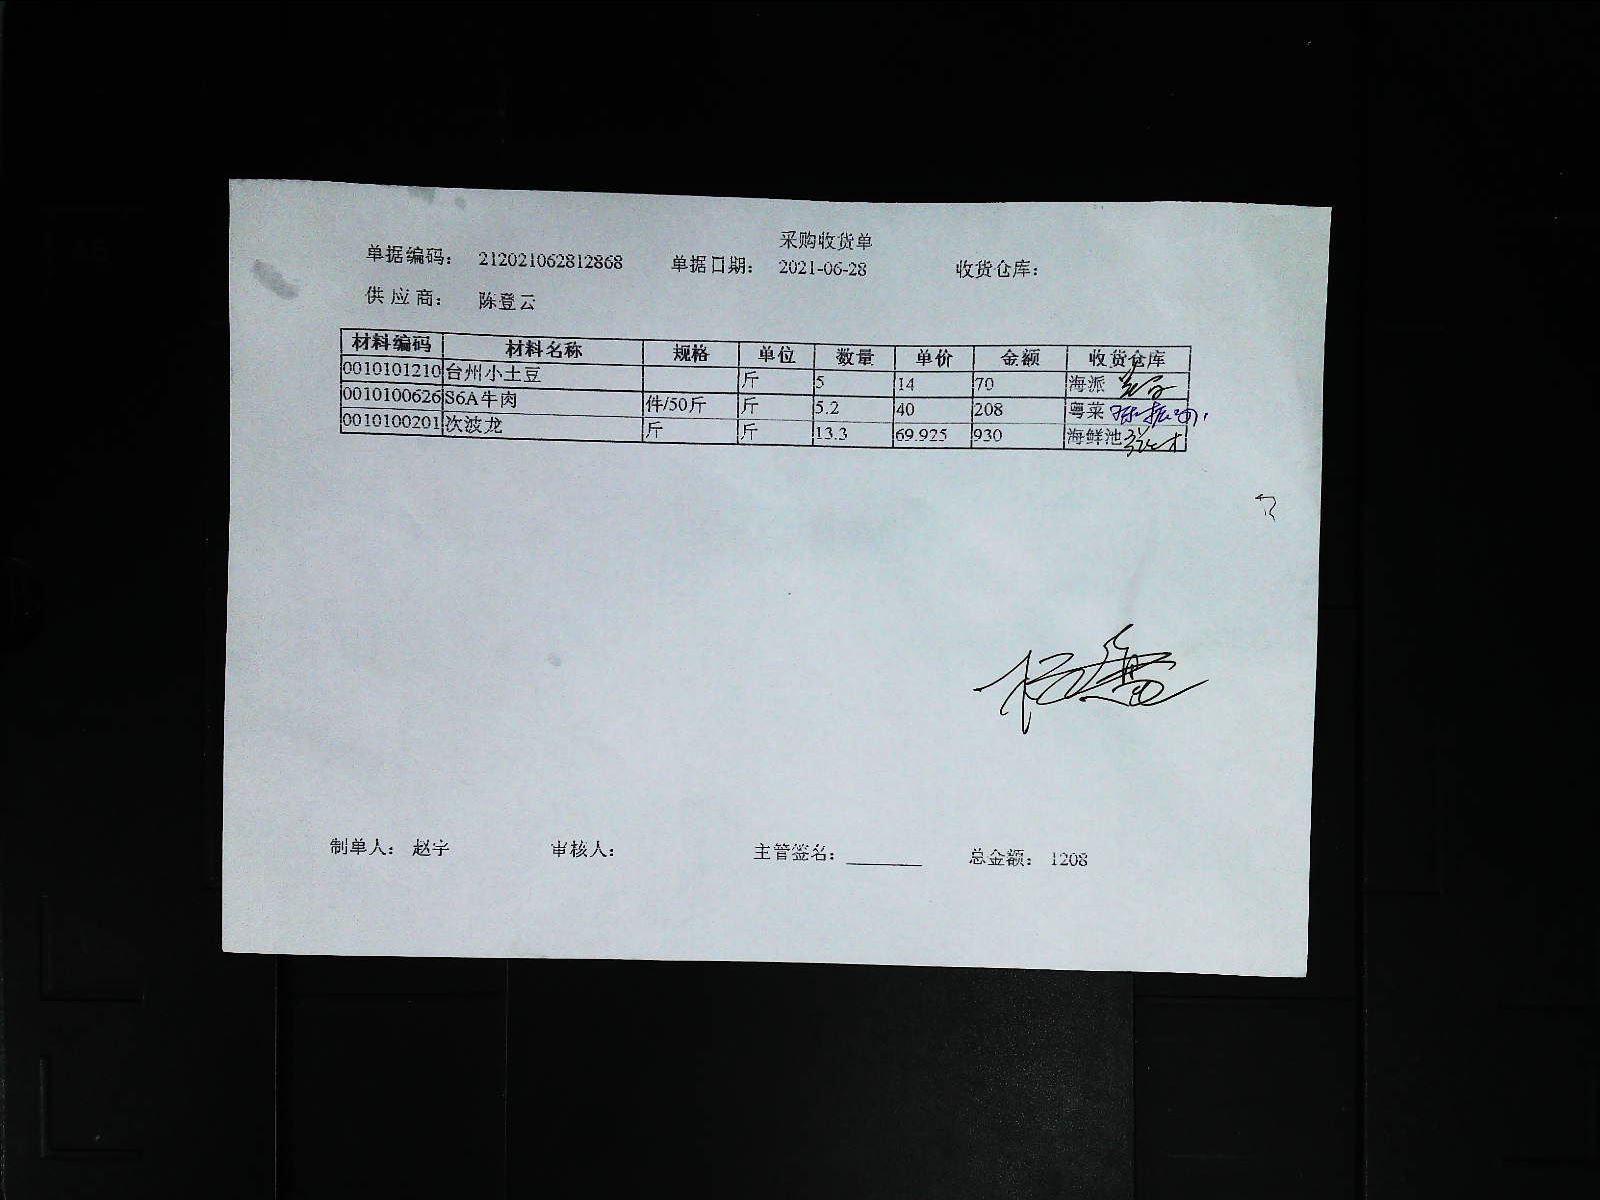 采购收货单
单据编码: 212021062812868 单据日期: 2021-06-28 收货仓库:
供应商: 陈登云
材料编码 材料名称 规格 单位 数量 单价 金额 收货仓库
0010101210 台州小土豆 斤 5 14 70 海派
0010100626 S6A牛肉 件/50斤 斤 5.2 40 208 粤菜
0010100201 次波龙 斤 斤 13.3 69.925 930 海鲜池
制单人: 赵宇 审核人: 主管签名: 总金额: 1208